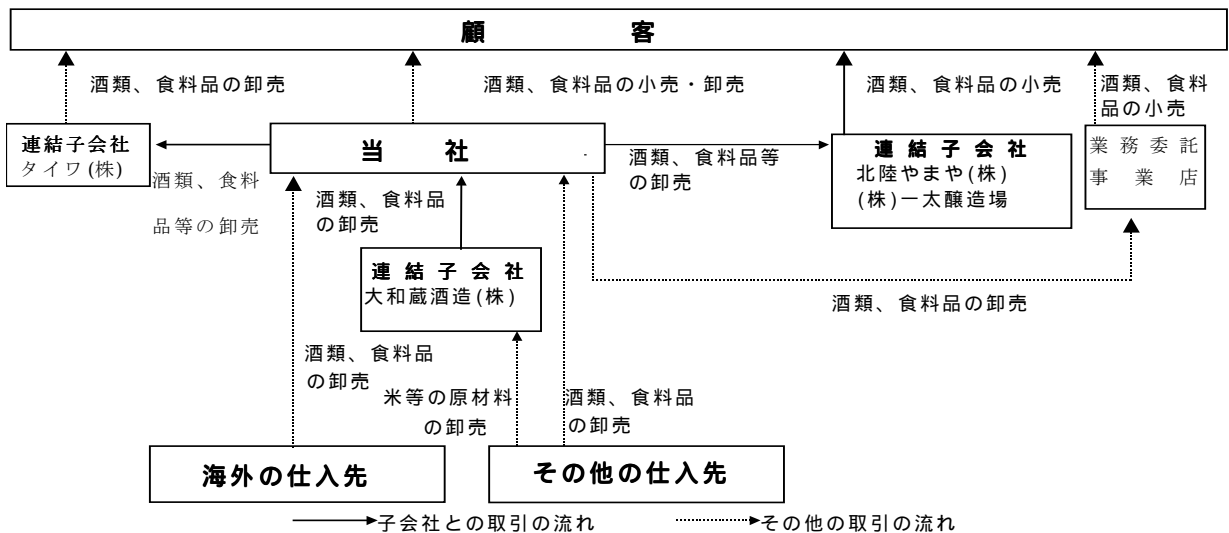 顧客
酒類、食料品の卸売
酒類、食料品の小売・卸売
酒類、食料品の小売
酒類、食料
品の小売
連結子会社
タイワ(株)
当社
酒類、食料品等
の卸売
連結子会社
北陸やまや(株)
(株)一太醸造場
業務委託
事業店
酒類、食料
品等の卸売
酒類、食料品
の卸売
連結子会社
大和蔵酒造(株)
酒類、食料品の卸売
酒類、食料品
の卸売
米等の原材料
の卸売
酒類、食料品
の卸売
海外の仕入先
その他の仕入先
子会社との取引の流れ
その他の取引の流れ